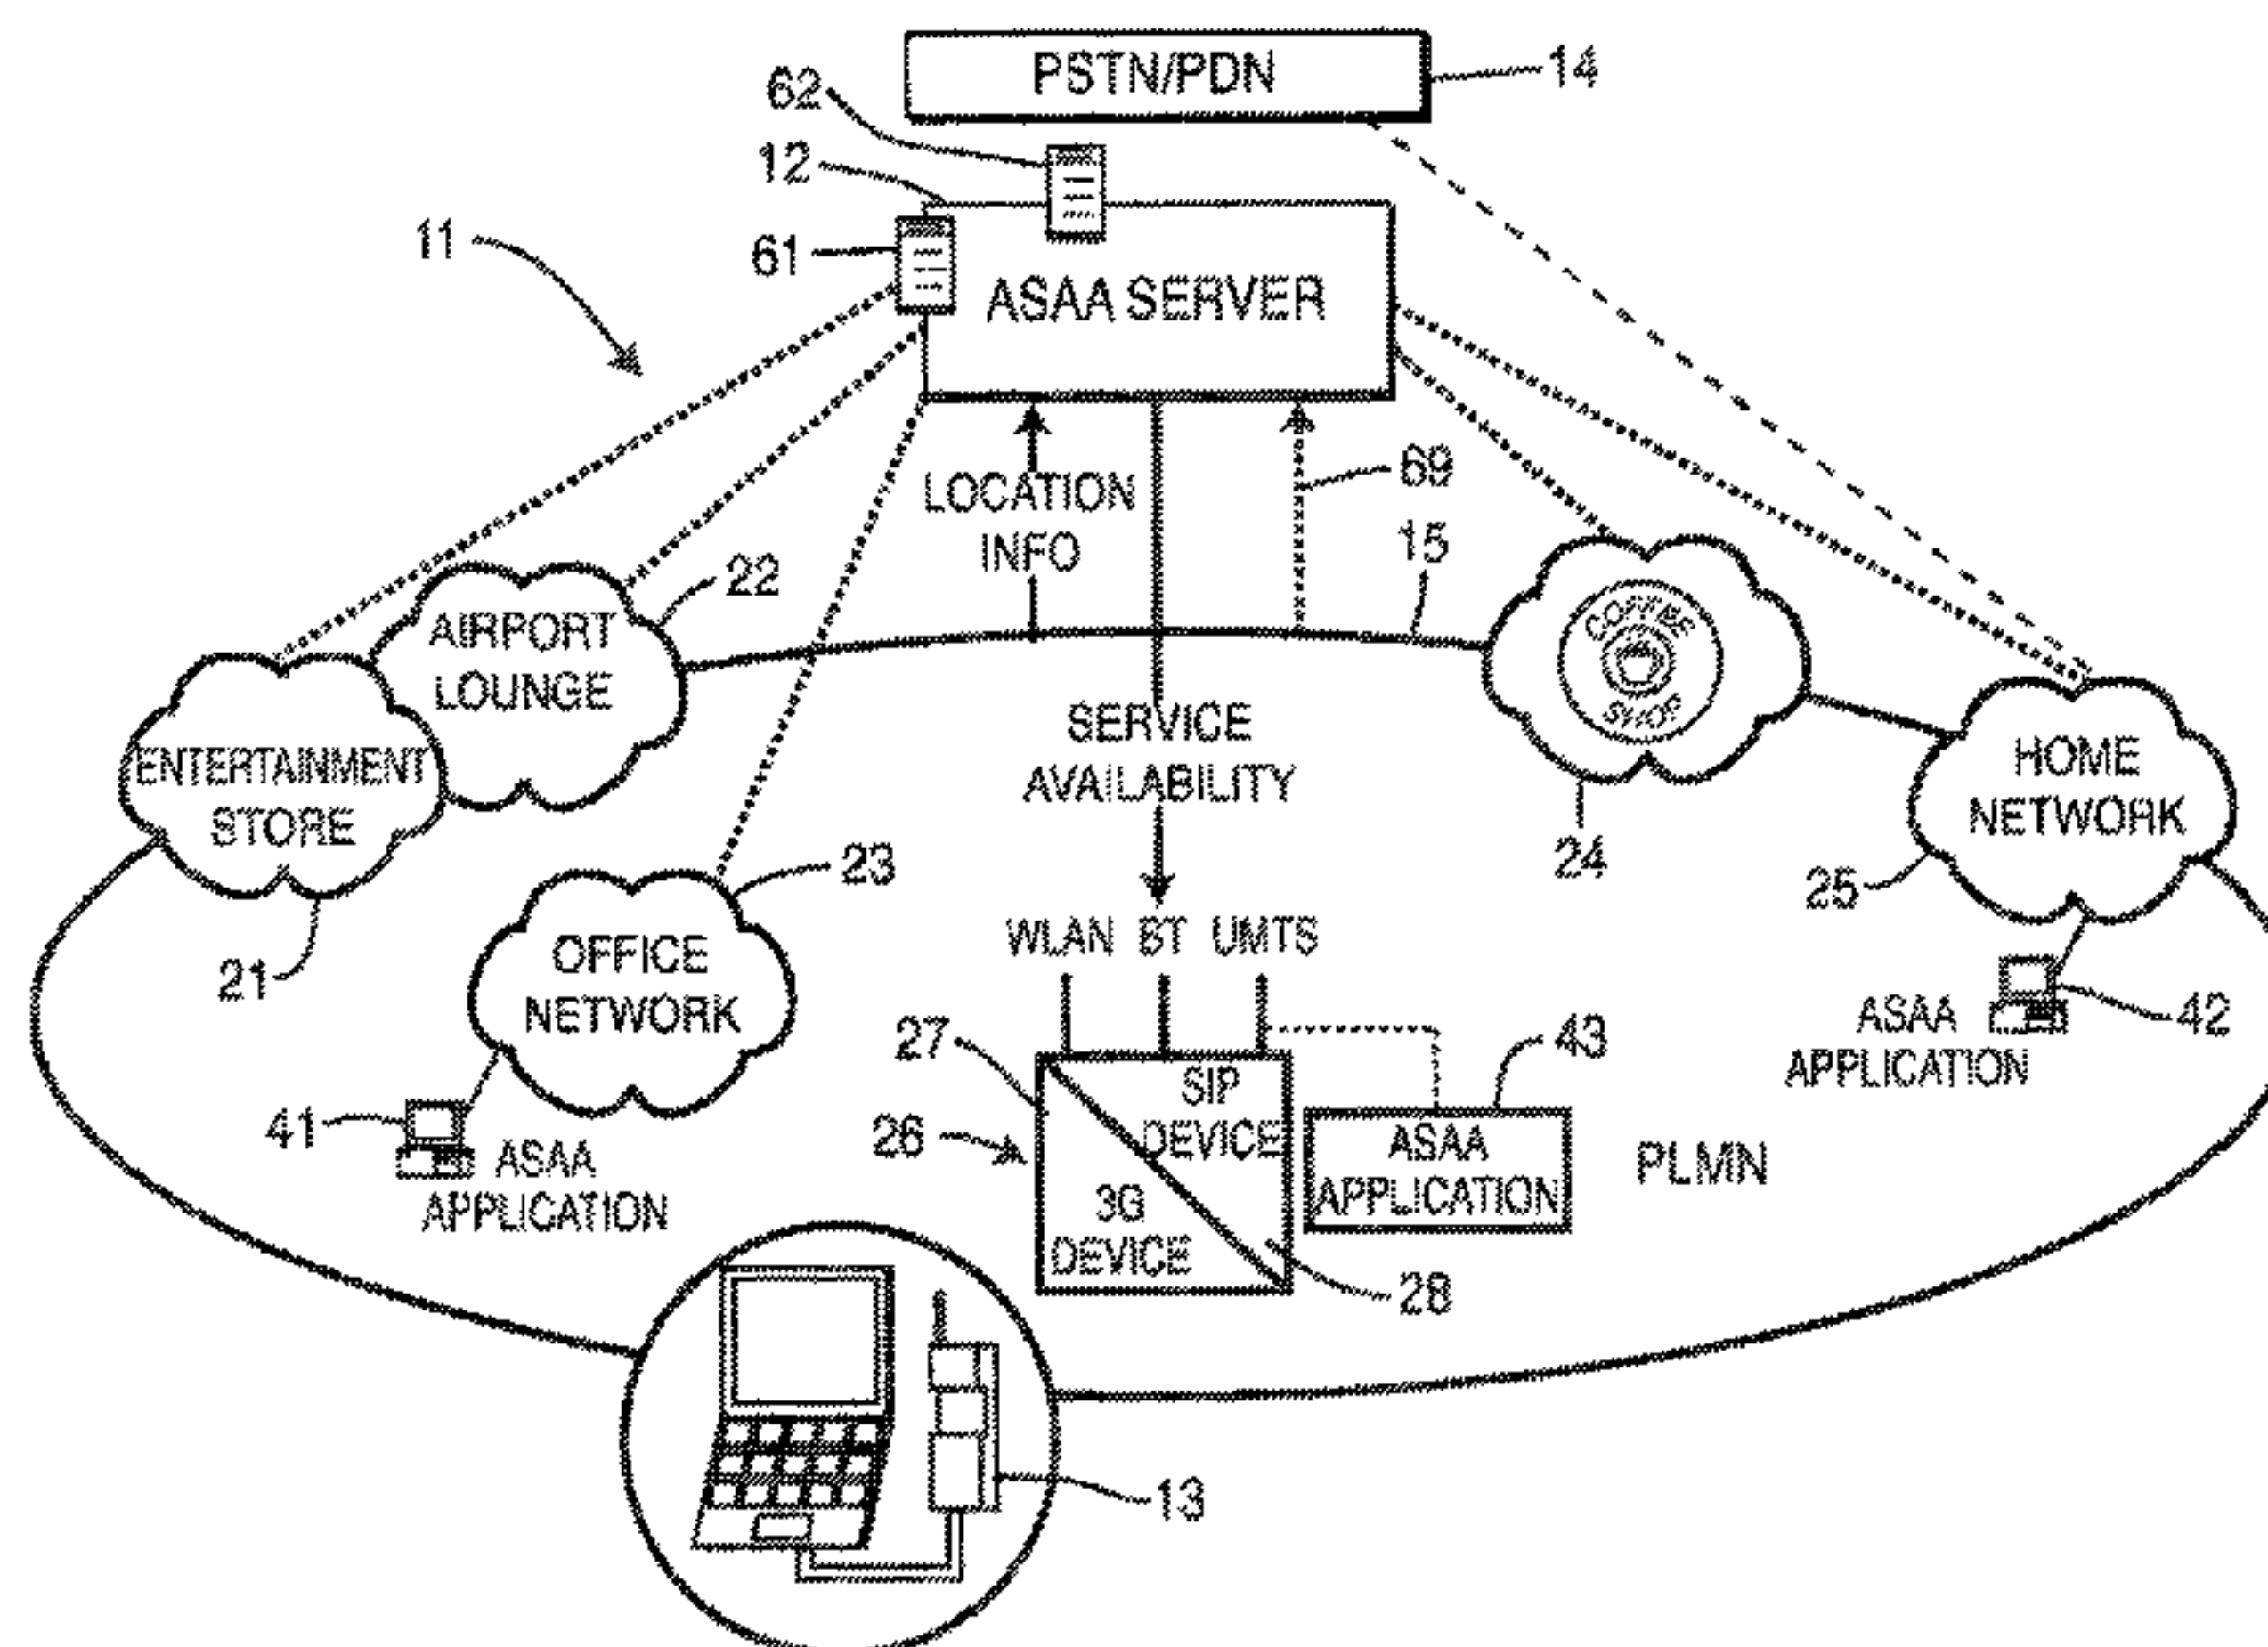 PSTN/PDN
14
62
12
11
61
ASAA SERVER
LOCATION
INFO
69
15
22
AIRPORT
LOUNGE
COFFEE
SHOP
ENTERTAINMENT
STORE
SERVICE
AVAILABILITY
HOME
NETWORK
23
24
25
21
OFFICE
NETWORK
WLAN BT UMTS
27
43
ASAA
APPLICATION
42
41
ASAA
APPLICATION
26
SIP
DEVICE
3G
DEVICE
ASAA
APPLICATION
PLMN
28
13